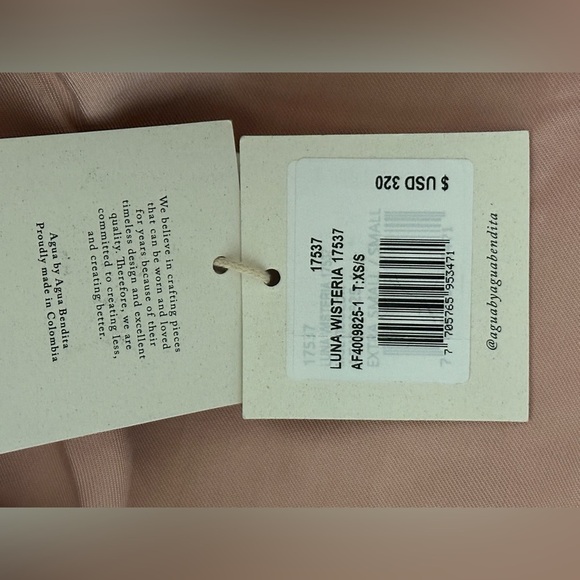 We believe in crafting pieces
that can be worn and loved
for years because of their
timeless design and excellent
quality. Therefore, we are
committed to creating less,
and creating better.
Agua by Agua Bendita
Proudly made in Colombia
$ USD 320
17537
17537
LUNA WISTERIA 17537
AF4009825-1 T:XS/S
EXTRA SMALL/SMALL
7 705765 953471
@aguabyaguabendita